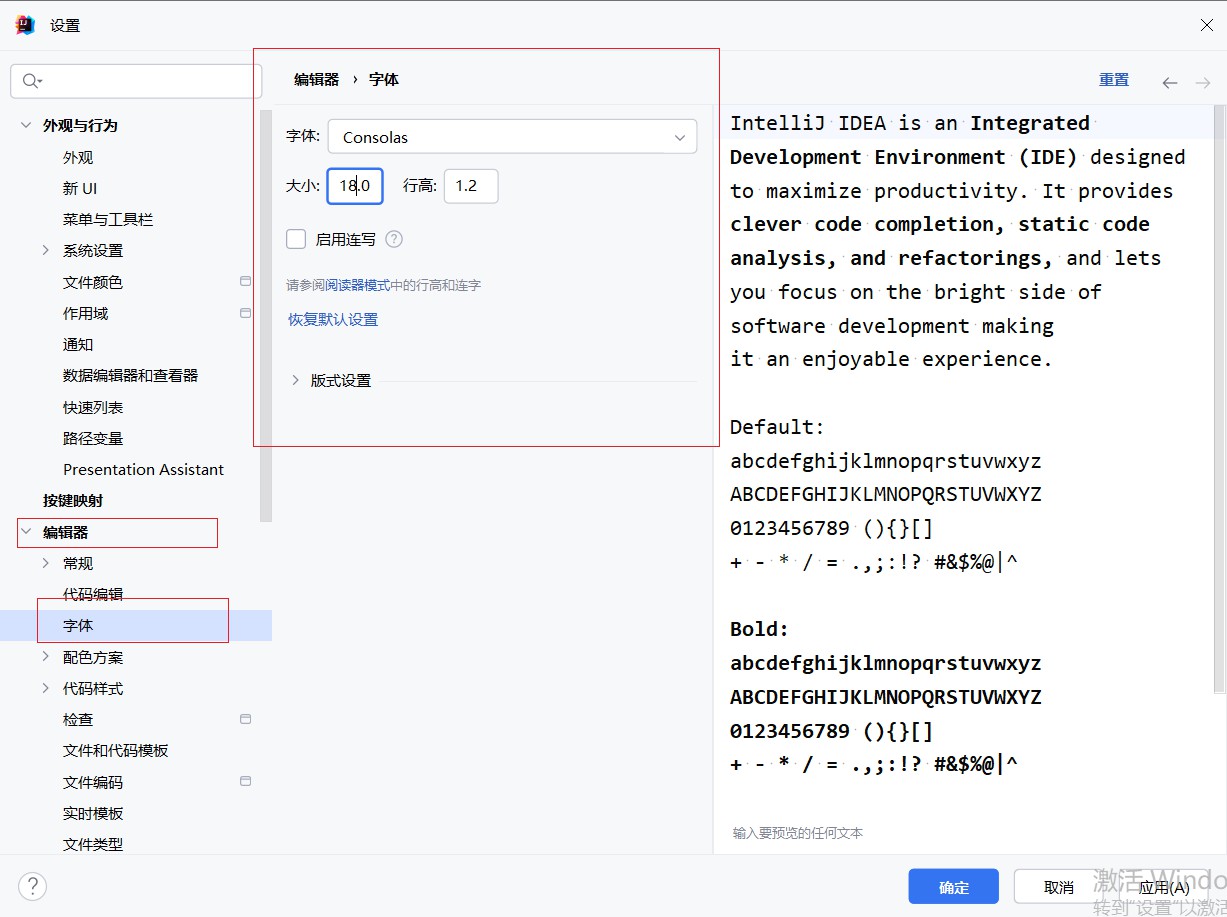 设置
外观与行为
外观
新 UI
菜单与工具栏
系统设置
文件颜色
作用域
通知
数据编辑器和查看器
快速列表
路径变量
Presentation Assistant
按键映射
编辑器
常规
代码编辑
字体
配色方案
代码样式
检查
文件和代码模板
文件编码
实时模板
文件类型
编辑器 › 字体
重置
字体: Consolas
大小: 18.0 行高: 1.2
启用连写 ?
请参阅阅读器模式中的行高和连字
恢复默认设置
版式设置
IntelliJ IDEA is an Integrated
Development Environment (IDE) designed
to maximize productivity. It provides
clever code completion, static code
analysis, and refactorings, and lets
you focus on the bright side of
software development making
it an enjoyable experience.
Default:
abcdefghijklmnopqrstuvwxyz
ABCDEFGHIJKLMNOPQRSTUVWXYZ
0123456789 (){}[]
+ - * / = .,;:!? #&$%@|^
Bold:
abcdefghijklmnopqrstuvwxyz
ABCDEFGHIJKLMNOPQRSTUVWXYZ
0123456789 (){}[]
+ - * / = .,;:!? #&$%@|^
输入要预览的任何文本
?
确定
取消
应用(A)
激活 Windo
转到"设置"以激活